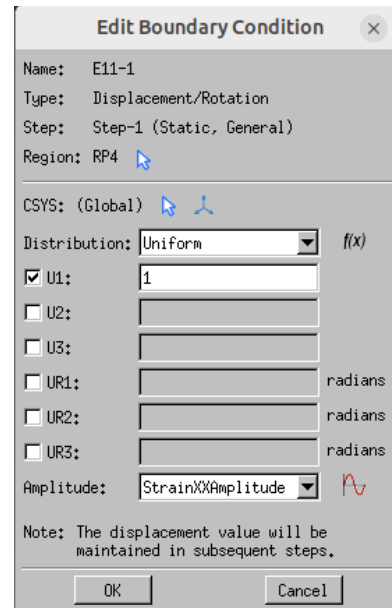 Edit Boundary Condition
Name: E11-1
Type: Displacement/Rotation
Step: Step-1 (Static, General)
Region: RP4
CSYS: (Global)
Distribution: Uniform f(x)
U1: 1
U2:
U3:
UR1: radians
UR2: radians
UR3: radians
Amplitude: StrainXXAmplitude
Note: The displacement value will be
maintained in subsequent steps.
OK Cancel